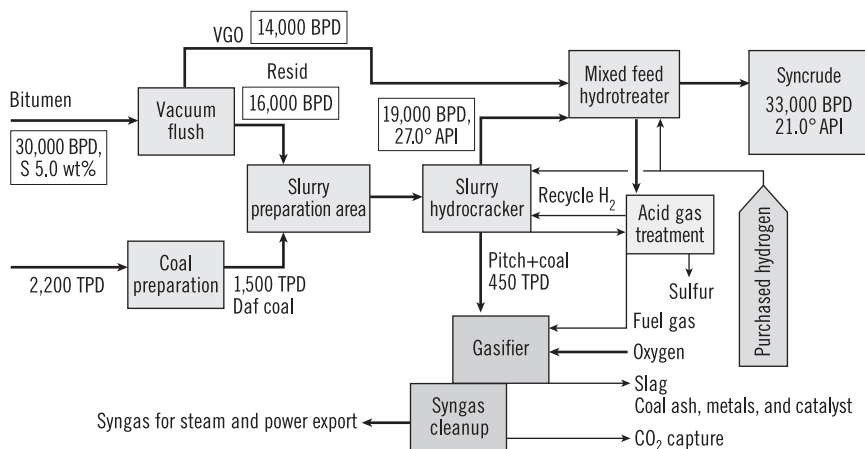 VGO
14,000 BPD
Mixed feed
hydrotreater
Syncrude
33,000 BPD
21.0° API
Bitumen
Vacuum
flush
Resid
16,000 BPD
19,000 BPD,
27.0° API
30,000 BPD,
S 5.0 wt%
Slurry
preparation area
Slurry
hydrocracker
Recycle H₂
Acid gas
treatment
Purchased hydrogen
2,200 TPD
Coal
preparation
1,500 TPD
Daf coal
Pitch+coal
450 TPD
Sulfur
Gasifier
Fuel gas
Oxygen
Slag
Coal ash, metals, and catalyst
Syngas for steam and power export
Syngas
cleanup
CO₂ capture